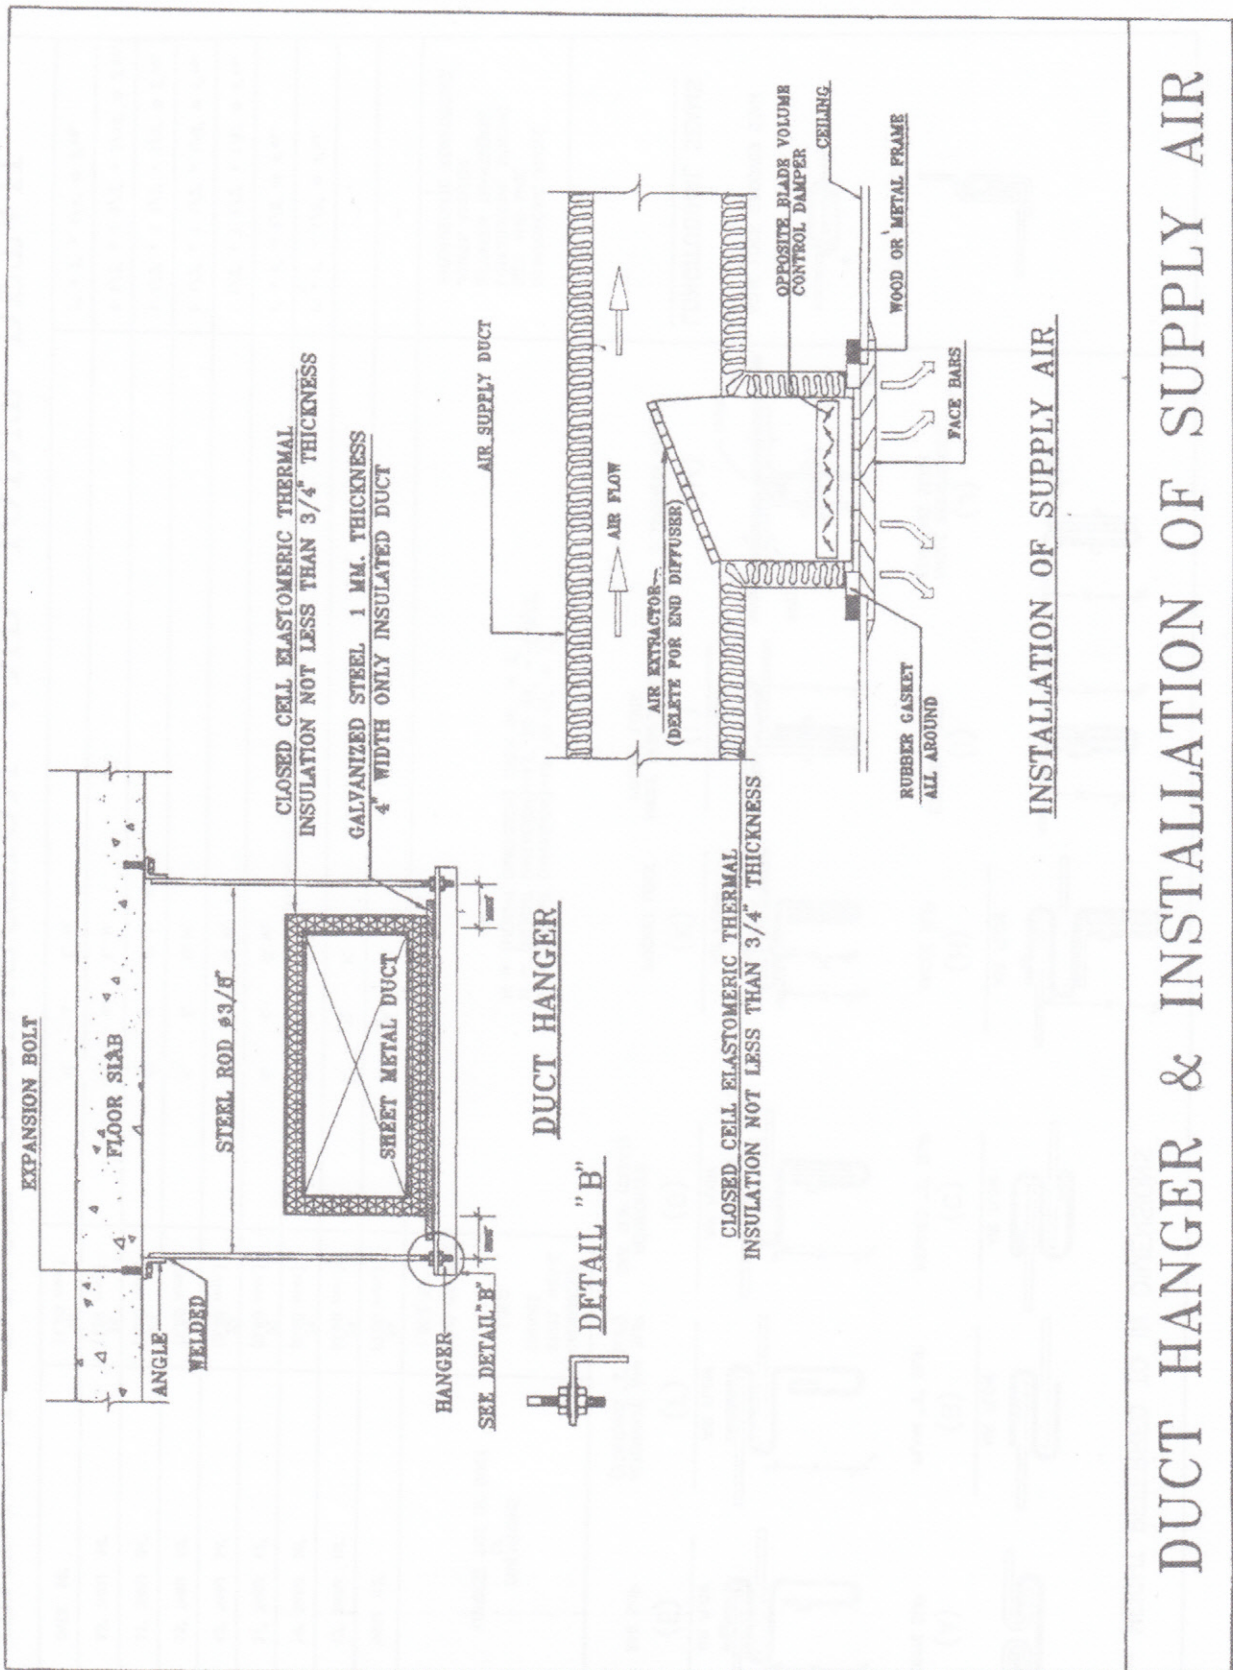 EXPANSION BOLT
FLOOR SLAB
ANGLE
WELDED
STEEL ROD ø3/8"
CLOSED CELL ELASTOMERIC THERMAL
INSULATION NOT LESS THAN 3/4" THICKNESS
GALVANIZED STEEL 1 MM. THICKNESS
4" WIDTH ONLY INSULATED DUCT
SHEET METAL DUCT
HANGER
SEE DETAIL"B"
DUCT HANGER
DETAIL "B"
AIR SUPPLY DUCT
AIR FLOW
AIR EXTRACTOR
(DELETE FOR END DIFFUSER)
OPPOSITE BLADE VOLUME
CONTROL DAMPER
CEILING
WOOD OR METAL FRAME
CLOSED CELL ELASTOMERIC THERMAL
INSULATION NOT LESS THAN 3/4" THICKNESS
RUBBER GASKET
ALL AROUND
FACE BARS
INSTALLATION OF SUPPLY AIR
DUCT HANGER & INSTALLATION OF SUPPLY AIR